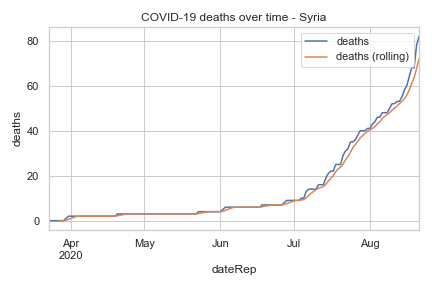 COVID-19 deaths over time - Syria
deaths
deaths (rolling)
deaths
80
60
40
20
0
Apr
2020
May
Jun
Jul
Aug
dateRep